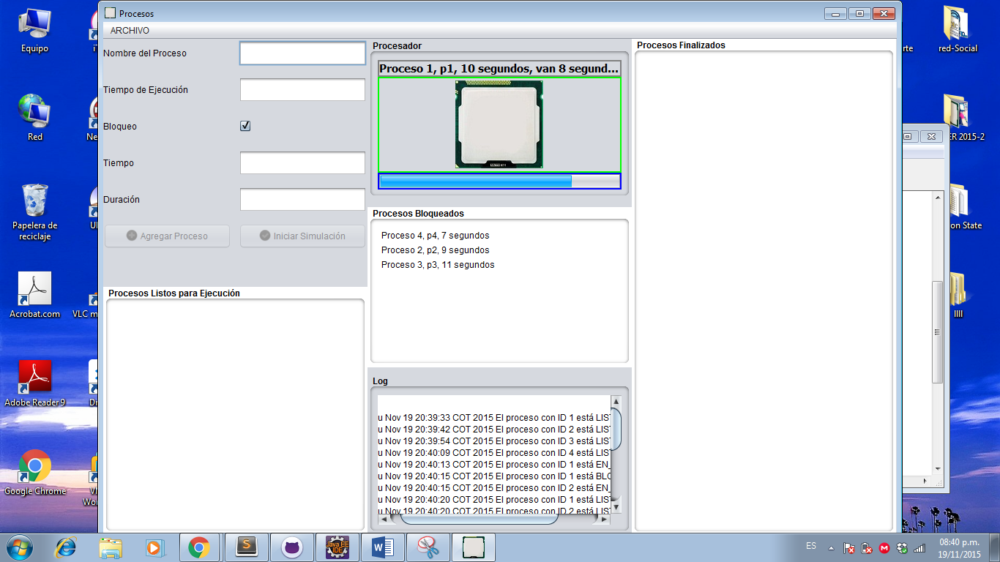 Procesos
ARCHIVO
Nombre del Proceso
Tiempo de Ejecución
Bloqueo
Tiempo
Duración
Agregar Proceso
Iniciar Simulación
Procesos Listos para Ejecución
Procesador
Proceso 1, p1, 10 segundos, van 8 segund...
Procesos Bloqueados
Proceso 4, p4, 7 segundos
Proceso 2, p2, 9 segundos
Proceso 3, p3, 11 segundos
Log
u Nov 19 20:39:33 COT 2015 El proceso con ID 1 está LIST
u Nov 19 20:39:42 COT 2015 El proceso con ID 2 está LIST
u Nov 19 20:39:54 COT 2015 El proceso con ID 3 está LIST
u Nov 19 20:40:09 COT 2015 El proceso con ID 4 está LIST
u Nov 19 20:40:13 COT 2015 El proceso con ID 1 está EN_
u Nov 19 20:40:15 COT 2015 El proceso con ID 1 está BLO
u Nov 19 20:40:15 COT 2015 El proceso con ID 2 está EN_
u Nov 19 20:40:20 COT 2015 El proceso con ID 1 está LIST
u Nov 19 20:40:20 COT 2015 El proceso con ID 2 está LIST
Procesos Finalizados
Equipo
Red
Papelera de
reciclaje
Acrobat.com
VLC m
Adobe Reader 9
Google Chrome
red-Social
rte
ER 2015-2
on State
IIII
Java EE
IDE
ES
08:40 p.m.
19/11/2015